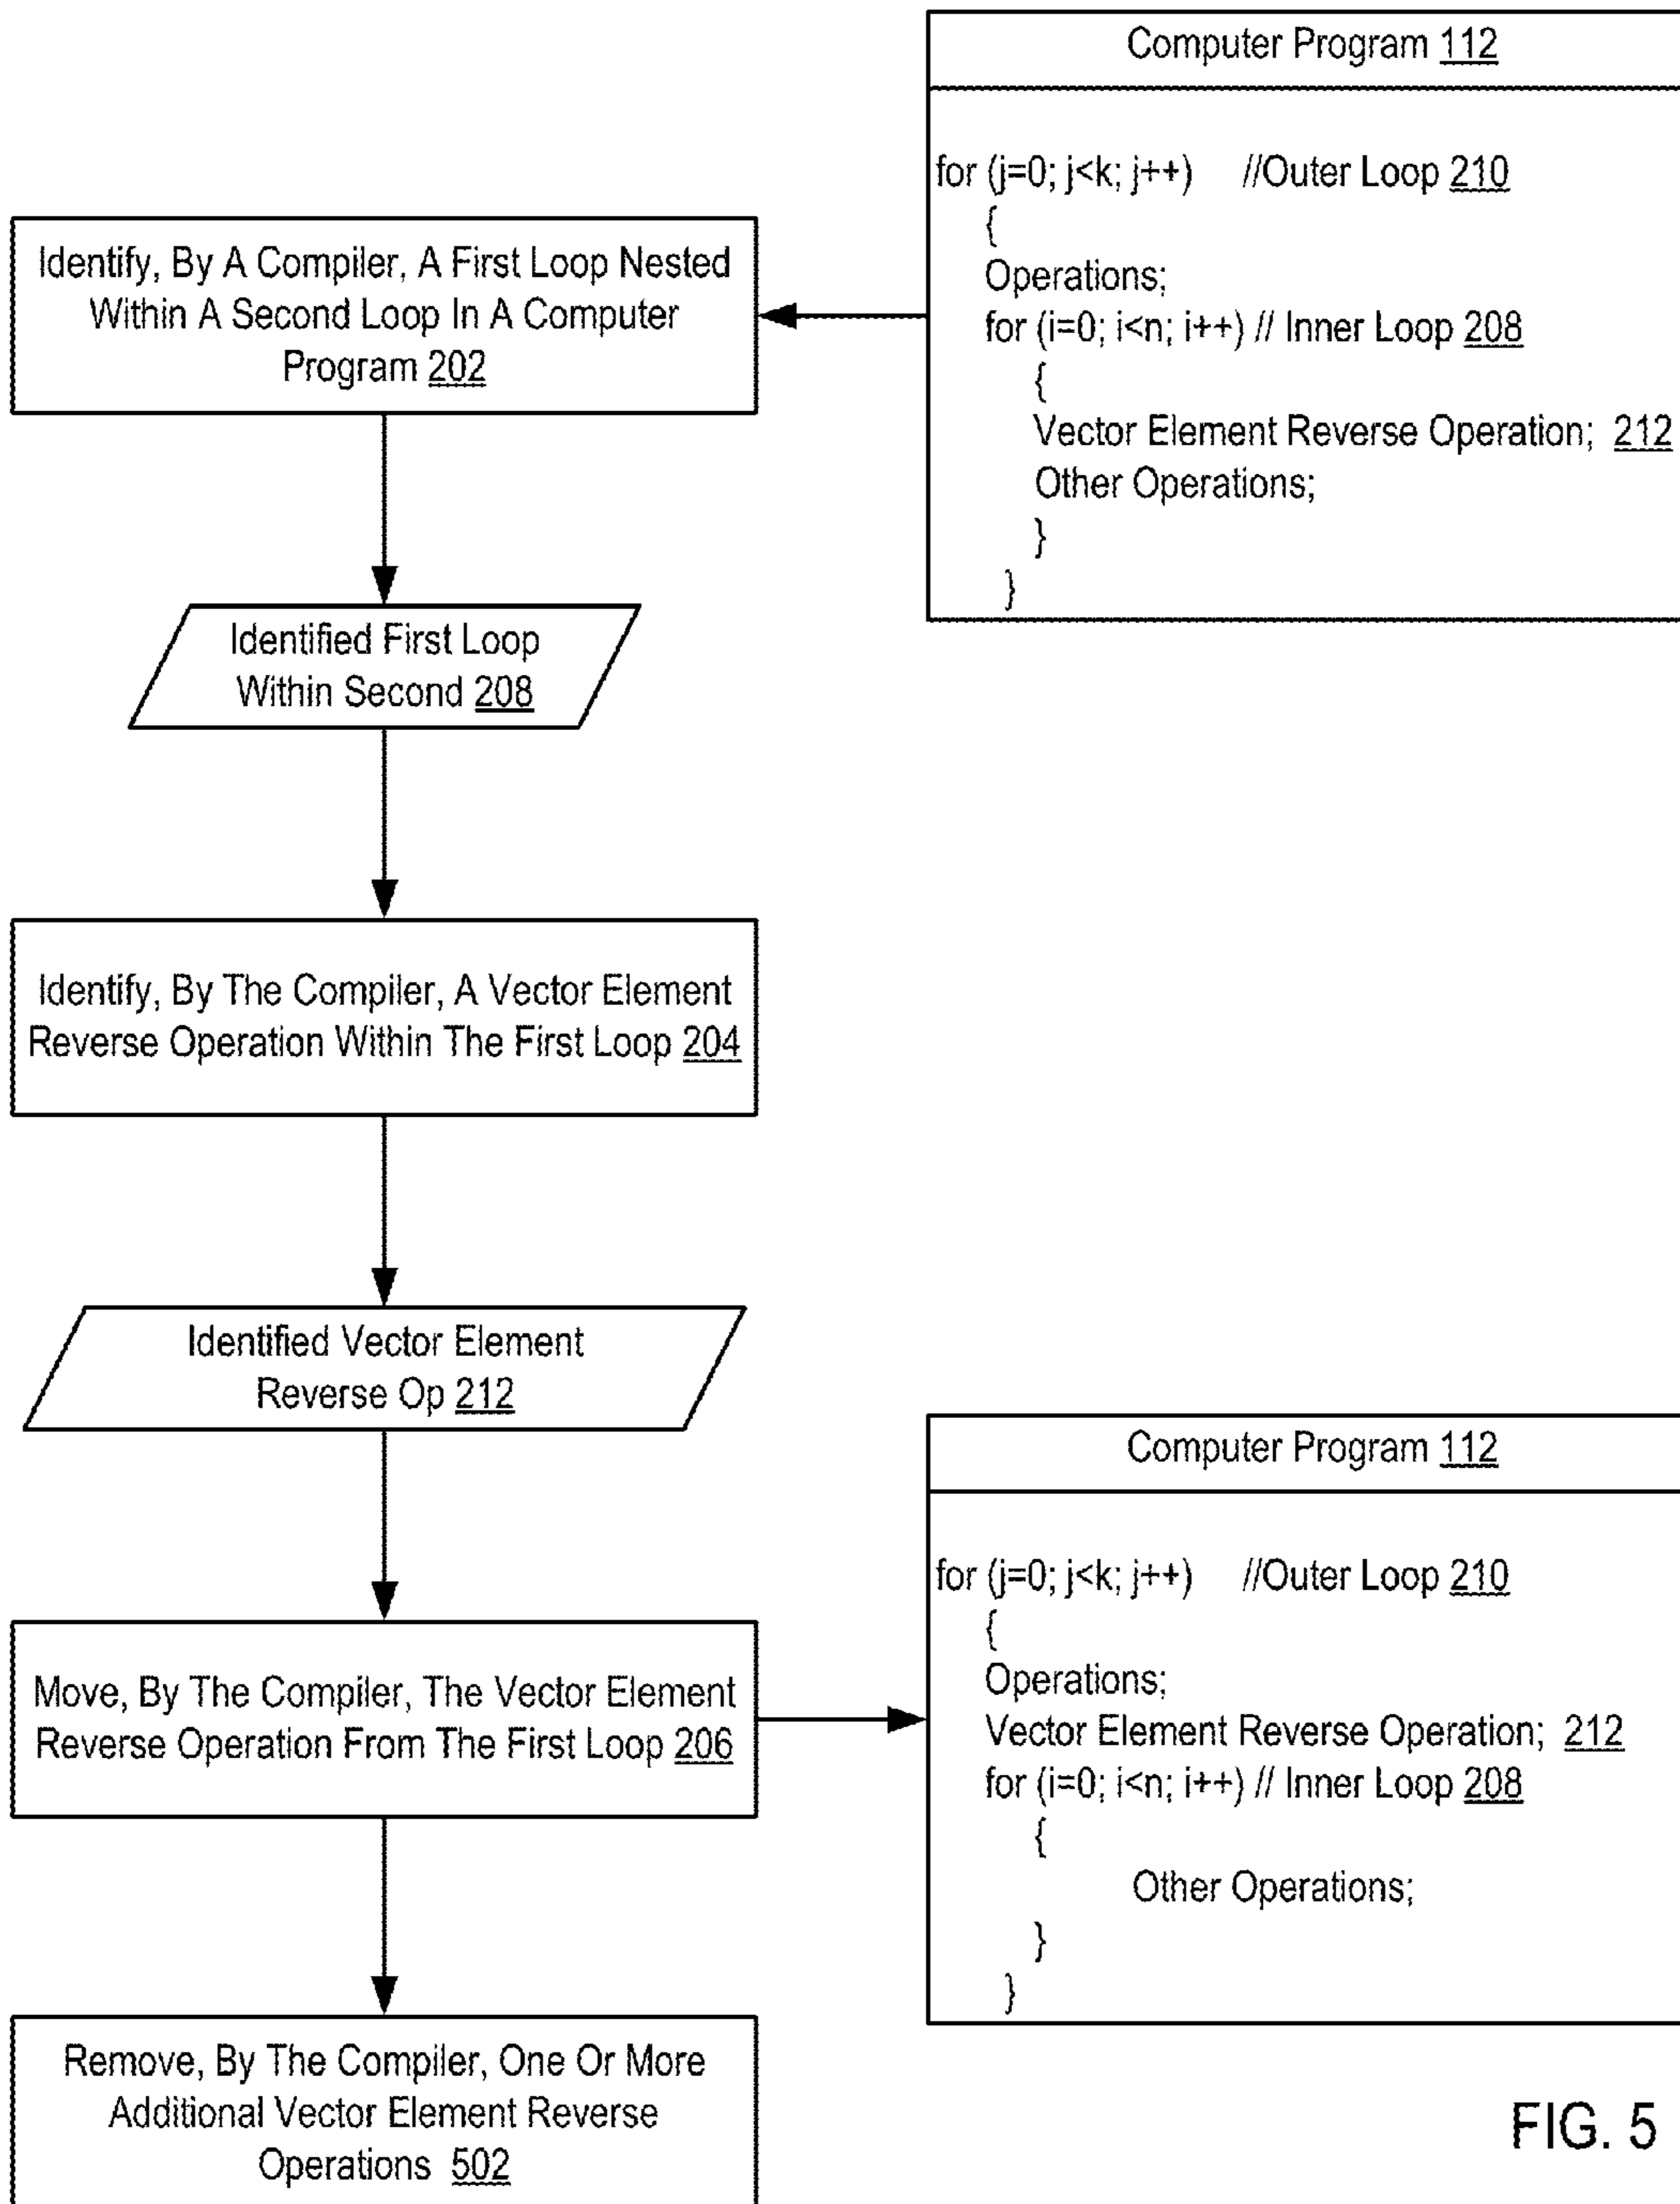 Computer Program 112
for (j=0; j<k; j++) //Outer Loop 210
{
Operations;
for (i=0; i<n; i++) // Inner Loop 208
{
Vector Element Reverse Operation; 212
Other Operations;
}
}
Identify, By A Compiler, A First Loop Nested
Within A Second Loop In A Computer
Program 202
Identified First Loop
Within Second 208
Identify, By The Compiler, A Vector Element
Reverse Operation Within The First Loop 204
Identified Vector Element
Reverse Op 212
Move, By The Compiler, The Vector Element
Reverse Operation From The First Loop 206
Computer Program 112
for (j=0; j<k; j++) //Outer Loop 210
{
Operations;
Vector Element Reverse Operation; 212
for (i=0; i<n; i++) // Inner Loop 208
{
Other Operations;
}
}
Remove, By The Compiler, One Or More
Additional Vector Element Reverse
Operations 502
FIG. 5